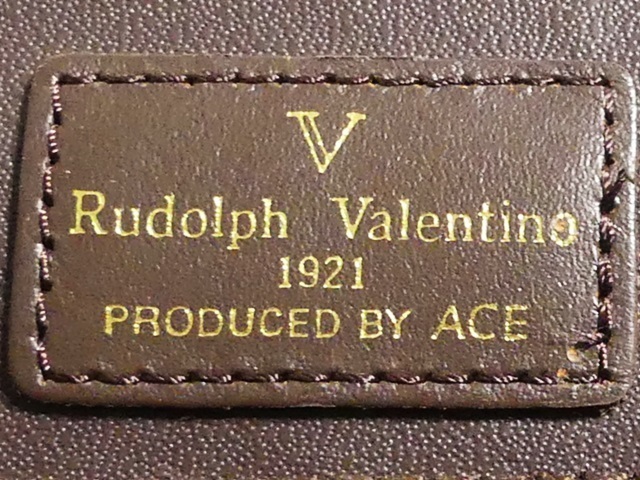 V
Rudolph Valentino
1921
PRODUCED BY ACE